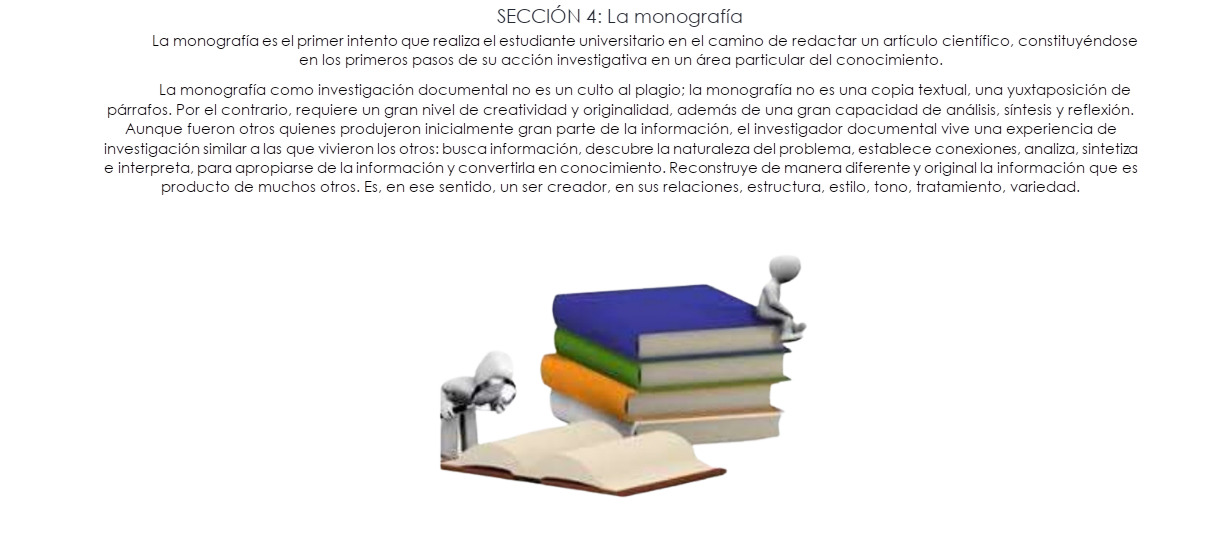 SECCIÓN 4: La monografía
La monografía es el primer intento que realiza el estudiante universitario en el camino de redactar un artículo científico, constituyéndose
en los primeros pasos de su acción investigativa en un área particular del conocimiento.
La monografía como investigación documental no es un culto al plagio; la monografía no es una copia textual, una yuxtaposición de
párrafos. Por el contrario, requiere un gran nivel de creatividad y originalidad, además de una gran capacidad de análisis, síntesis y reflexión.
Aunque fueron otros quienes produjeron inicialmente gran parte de la información, el investigador documental vive una experiencia de
investigación similar a las que vivieron los otros: busca información, descubre la naturaleza del problema, establece conexiones, analiza, sintetiza
e interpreta, para apropiarse de la información y convertirla en conocimiento. Reconstruye de manera diferente y original la información que es
producto de muchos otros. Es, en ese sentido, un ser creador, en sus relaciones, estructura, estilo, tono, tratamiento, variedad.